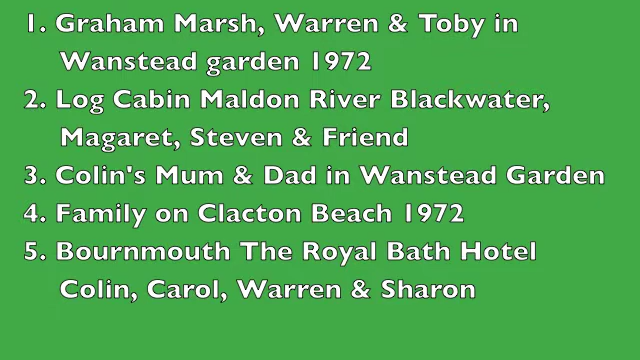 1. Graham Marsh, Warren & Toby in
Wanstead garden 1972
2. Log Cabin Maldon River Blackwater,
Magaret, Steven & Friend
3. Colin's Mum & Dad in Wanstead Garden
4. Family on Clacton Beach 1972
5. Bournmouth The Royal Bath Hotel
Colin, Carol, Warren & Sharon